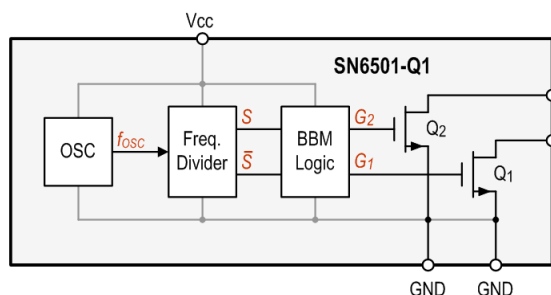 Vcc
SN6501-Q1
OSC
fOSC
Freq.
Divider
S
S̅
BBM
Logic
G2
G1
Q2
Q1
GND
GND